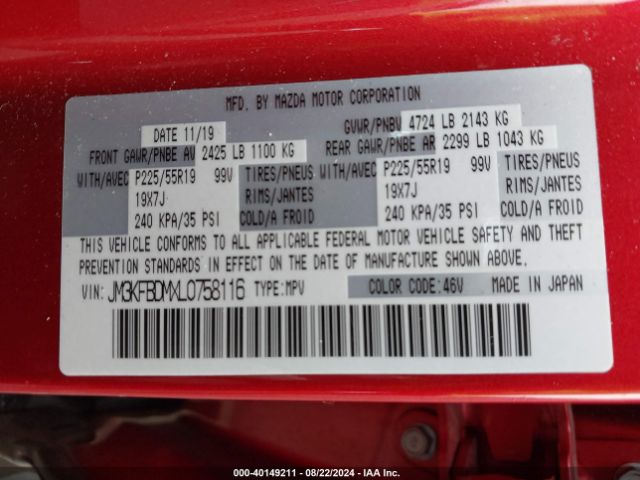 MFD. BY MAZDA MOTOR CORPORATION
DATE 11/19 GVWR/PNBV 4724 LB 2143 KG
FRONT GAWR/PNBE AV 2425 LB 1100 KG REAR GAWR/PNBE AR 2299 LB 1043 KG
WITH/AVEC P225/55R19 99V TIRES/PNEUS WITH/AVEC P225/55R19 99V TIRES/PNEUS
19X7J RIMS/JANTES 19X7J RIMS/JANTES
240 KPA/35 PSI COLD/A FROID 240 KPA/35 PSI COLD/A FROID
THIS VEHICLE CONFORMS TO ALL APPLICABLE FEDERAL MOTOR VEHICLE SAFETY AND THEFT
PREVENTION STANDARDS IN EFFECT ON THE DATE OF MANUFACTURE SHOWN ABOVE.
VIN: JM3KFBDMXL0758116 TYPE:MPV COLOR CODE:46V MADE IN JAPAN
000-40149211 - 08/22/2024 - IAA Inc.